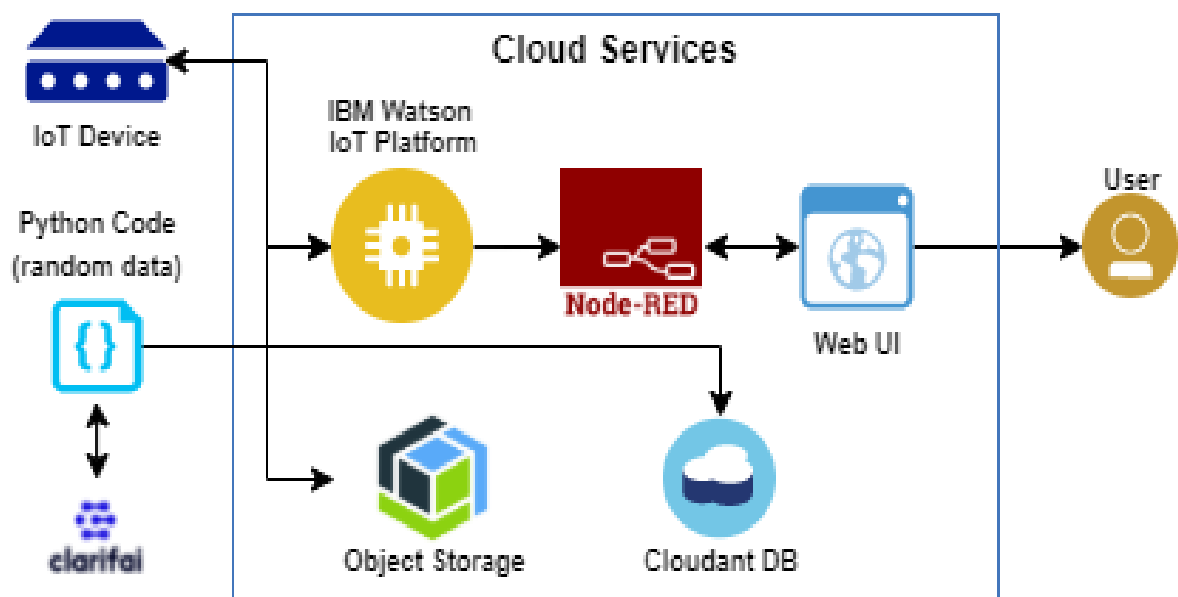 Cloud Services
IoT Device
IBM Watson
IoT Platform
Python Code
(random data)
User
Node-RED
Web UI
clarifai
Object Storage
Cloudant DB